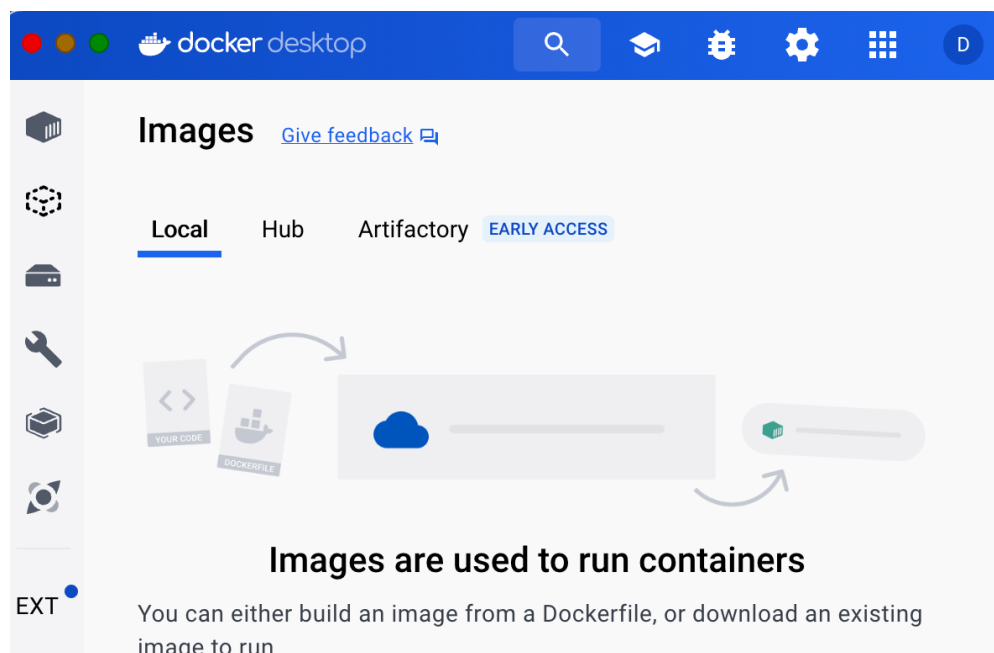 docker desktop
D
Images Give feedback
Local Hub Artifactory EARLY ACCESS
YOUR CODE
DOCKERFILE
Images are used to run containers
EXT
You can either build an image from a Dockerfile, or download an existing
image to run